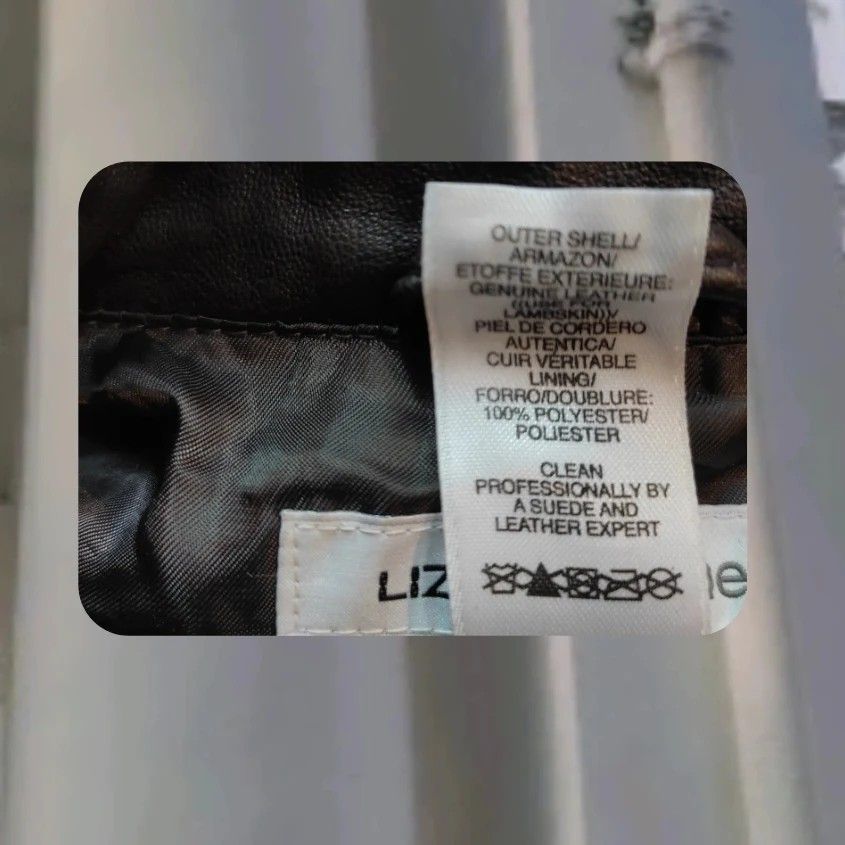 OUTER SHELL/
ARMAZON/
ETOFFE EXTERIEURE:
GENUINE LEATHER
LAMBSKIN)/
PIEL DE CORDERO
AUTENTICA/
CUIR VERITABLE
LINING/
FORRO/DOUBLURE:
100% POLYESTER/
POLIESTER
CLEAN
PROFESSIONALLY BY
A SUEDE AND
LEATHER EXPERT
LIZ
ne